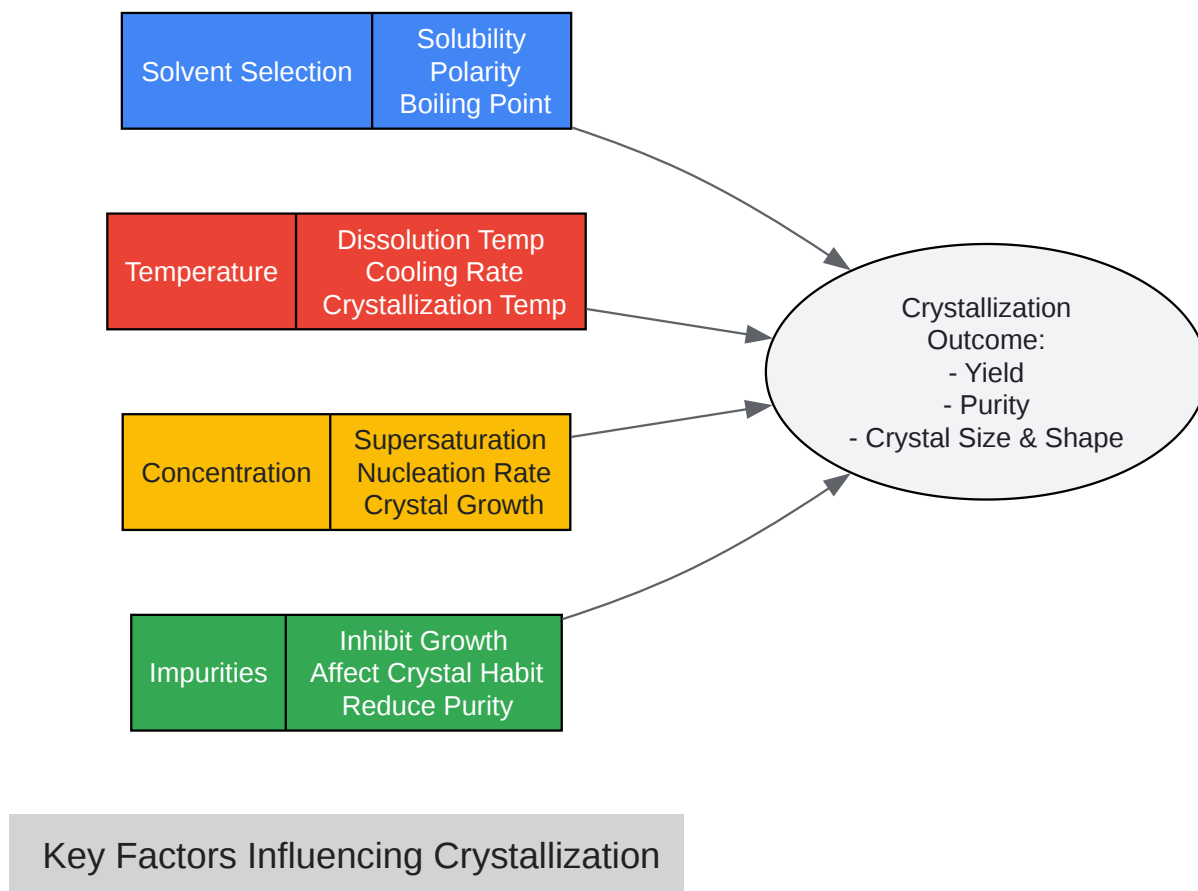 Solvent Selection
Solubility
Polarity
Boiling Point
Temperature
Dissolution Temp
Cooling Rate
Crystallization Temp
Concentration
Supersaturation
Nucleation Rate
Crystal Growth
Impurities
Inhibit Growth
Affect Crystal Habit
Reduce Purity
Crystallization
Outcome:
- Yield
- Purity
- Crystal Size & Shape
Key Factors Influencing Crystallization